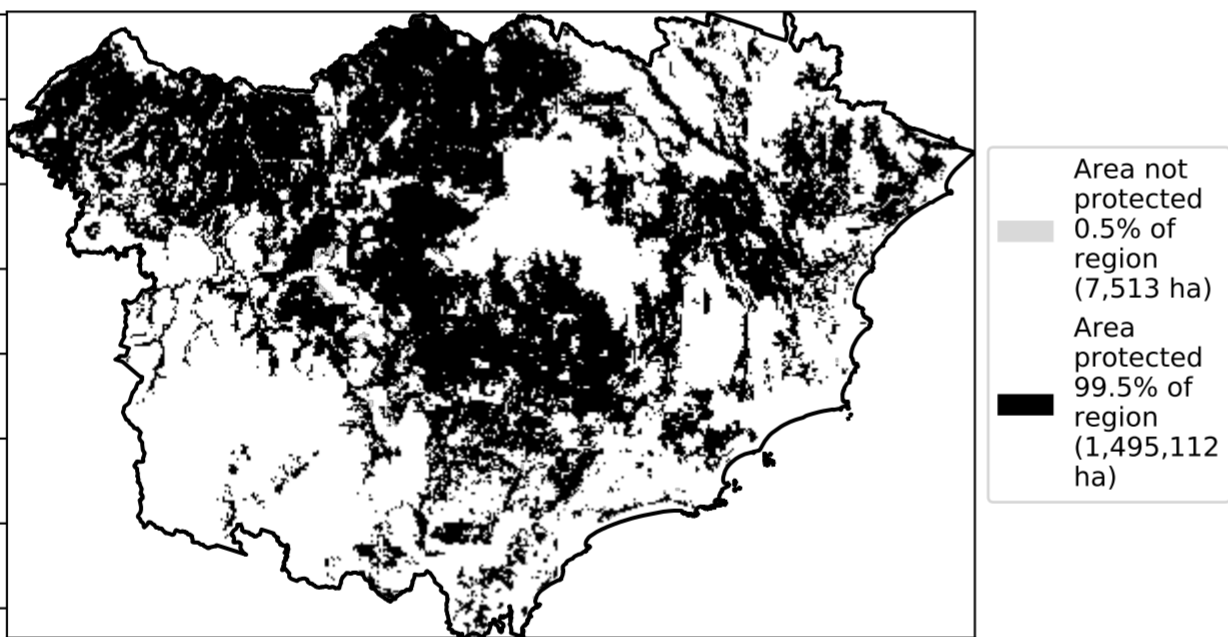 Area not
protected
0.5% of
region
(7,513 ha)
Area
protected
99.5% of
region
(1,495,112
ha)